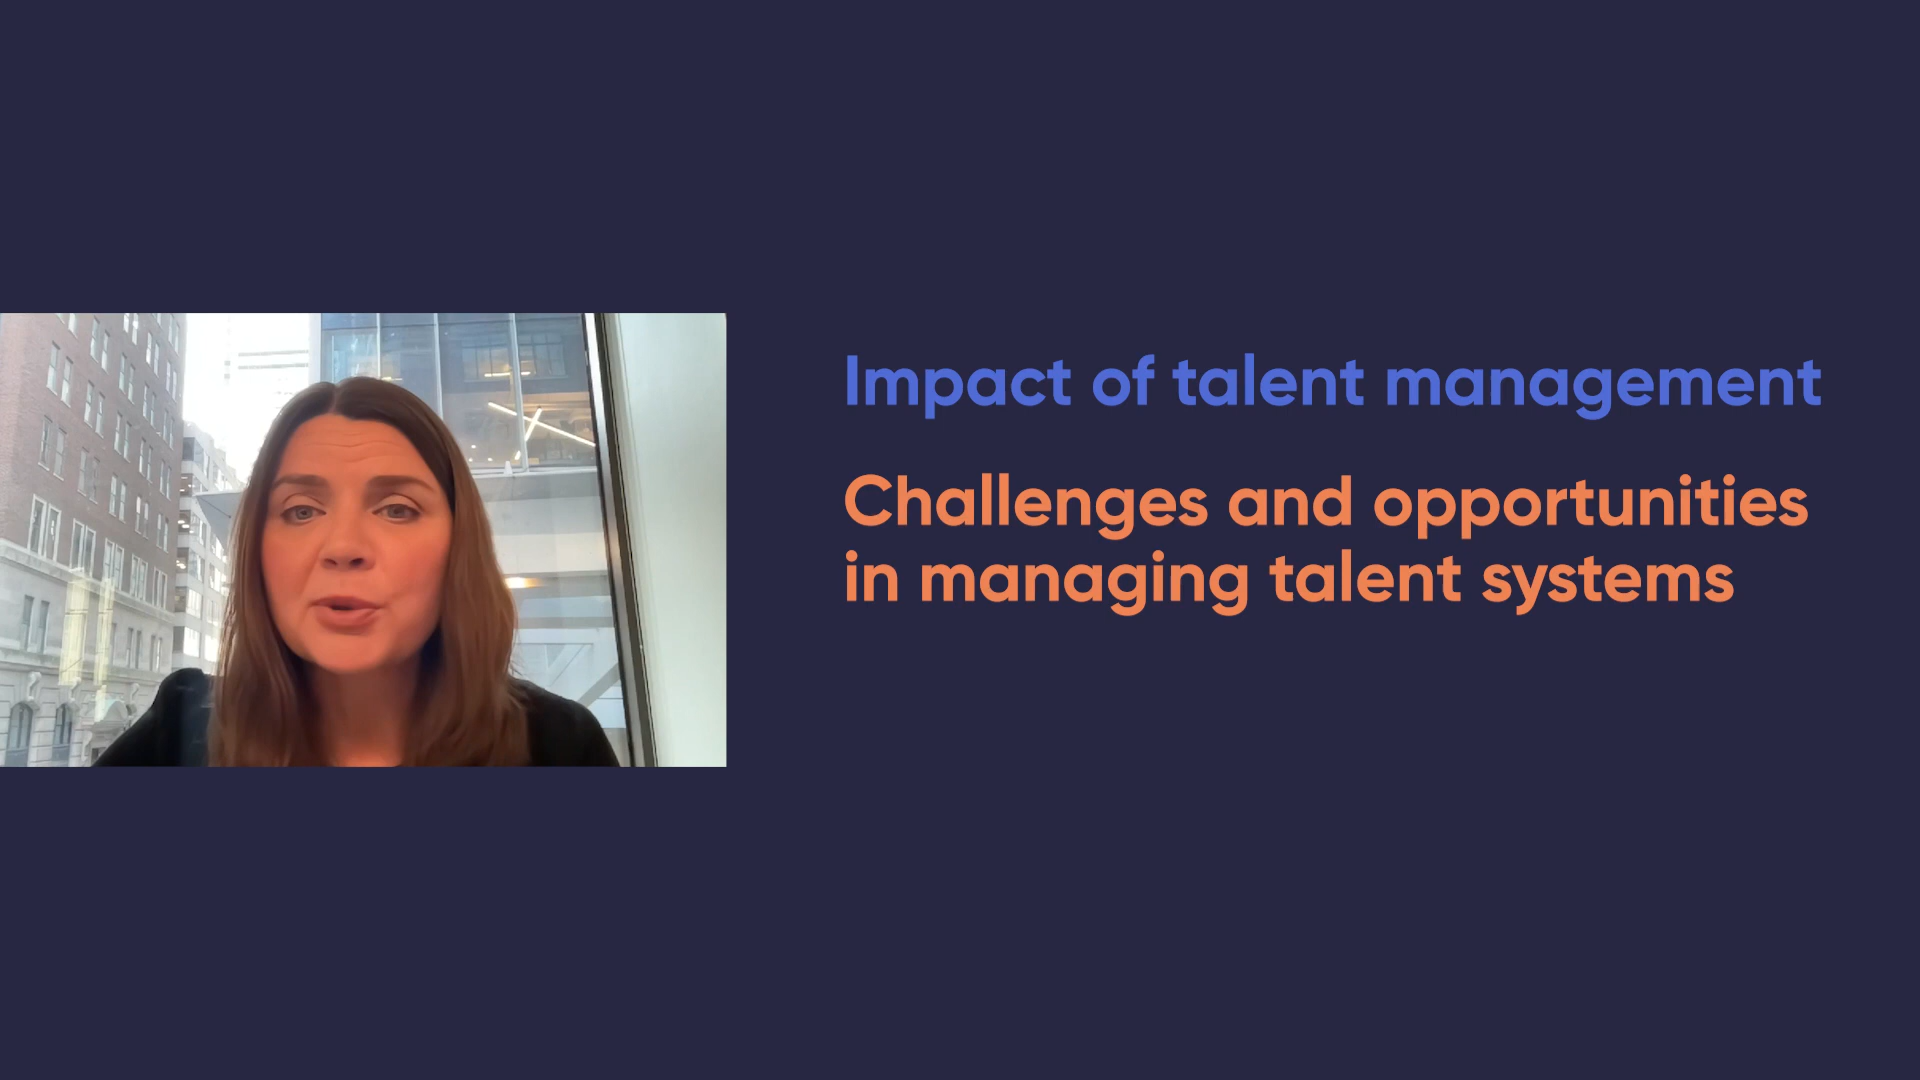 Impact of talent management
Challenges and opportunities
in managing talent systems